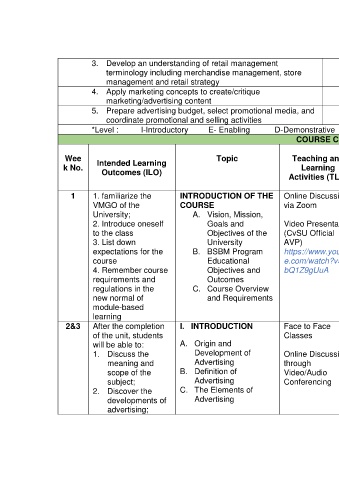 3. Develop an understanding of retail management
terminology including merchandise management, store
management and retail strategy
4. Apply marketing concepts to create/critique
marketing/advertising content
5. Prepare advertising budget, select promotional media, and
coordinate promotional and selling activities
*Level : I-Introductory E- Enabling D-Demonstrative
COURSE C
Wee
k No.
Intended Learning
Outcomes (ILO)
Topic
Teaching an
Learning
Activities (TL
1
1. familiarize the
VMGO of the
University;
2. Introduce oneself
to the class
3. List down
expectations for the
course
4. Remember course
requirements and
regulations in the
new normal of
module-based
learning
INTRODUCTION OF THE
COURSE
A. Vision, Mission,
Goals and
Objectives of the
University
B. BSBM Program
Educational
Objectives and
Outcomes
C. Course Overview
and Requirements
Online Discussi
via Zoom
Video Presenta
(CvSU Official
AVP)
https://www.you
e.com/watch?v=
bQ1Z9gUuA
2&3
After the completion
of the unit, students
will be able to:
1. Discuss the
meaning and
scope of the
subject;
2. Discover the
developments of
advertising;
I. INTRODUCTION
A. Origin and
Development of
Advertising
B. Definition of
Advertising
C. The Elements of
Advertising
Face to Face
Classes
Online Discussi
through
Video/Audio
Conferencing